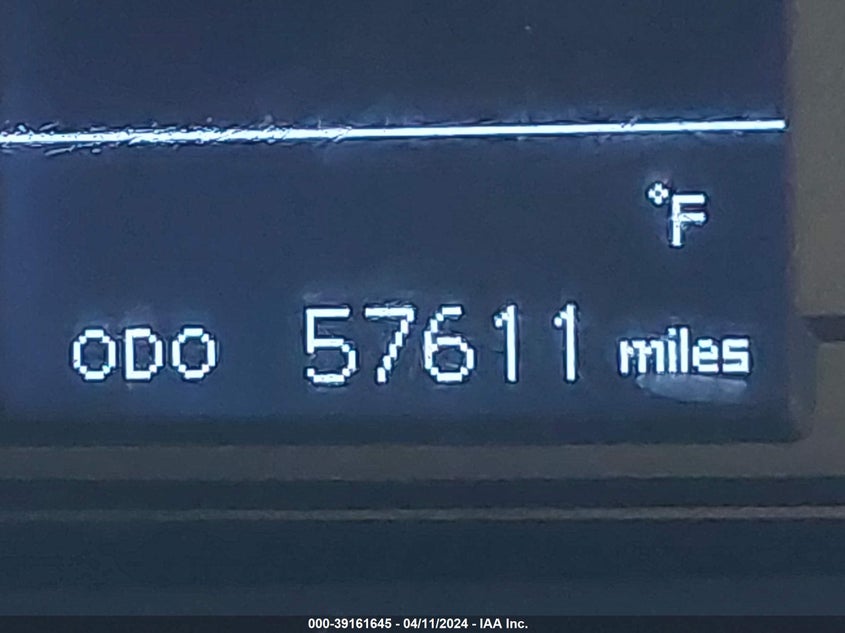 °F
ODO 57611 miles
000-39161645 - 04/11/2024 - IAA Inc.